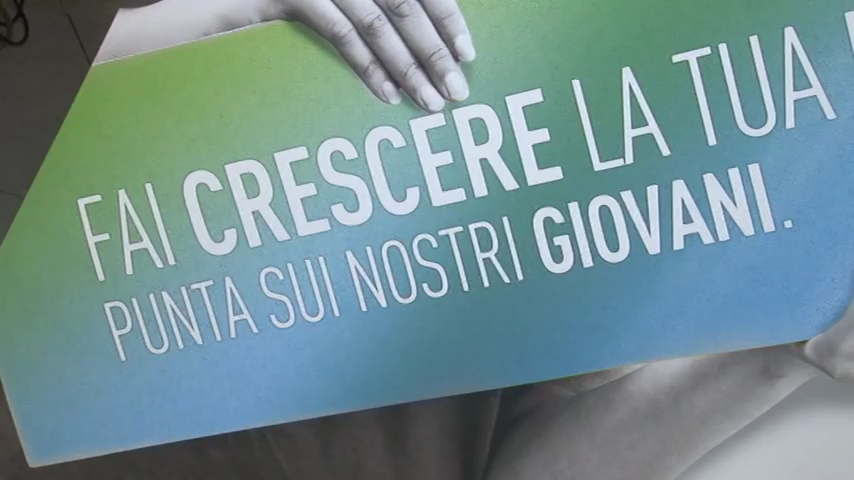 FAI CRESCERE LA TUA
PUNTA SUI NOSTRI GIOVANI.